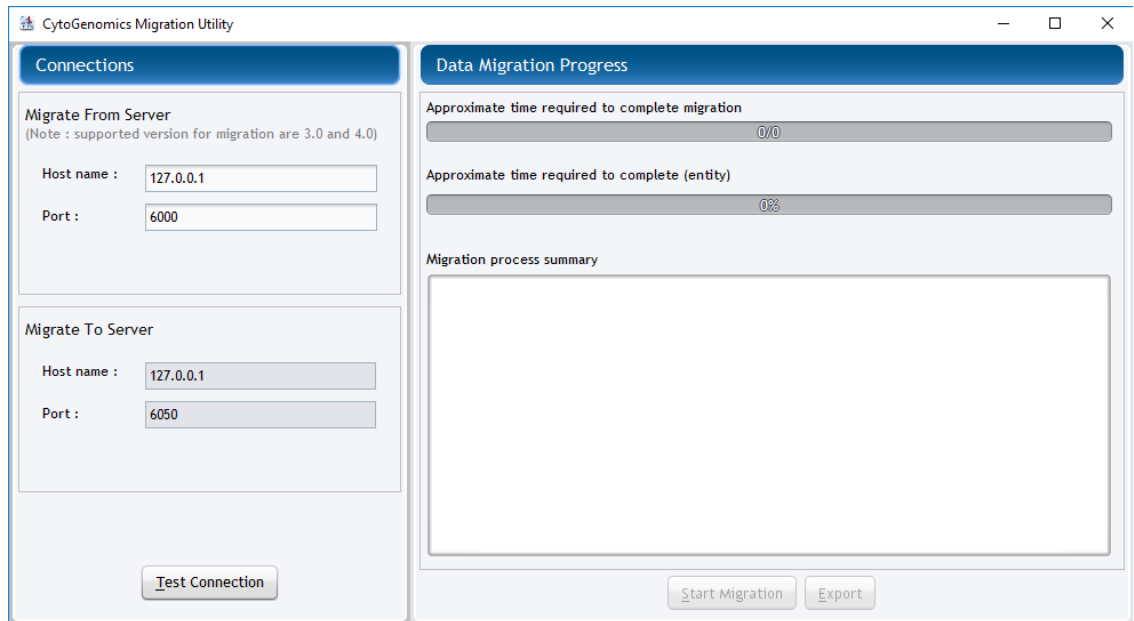 CytoGenomics Migration Utility
Connections
Migrate From Server
(Note : supported version for migration are 3.0 and 4.0)
Host name :
127.0.0.1
Port :
6000
Migrate To Server
Host name :
127.0.0.1
Port :
6050
Test Connection
Data Migration Progress
Approximate time required to complete migration
0/0
Approximate time required to complete (entity)
0%
Migration process summary
Start Migration
Export